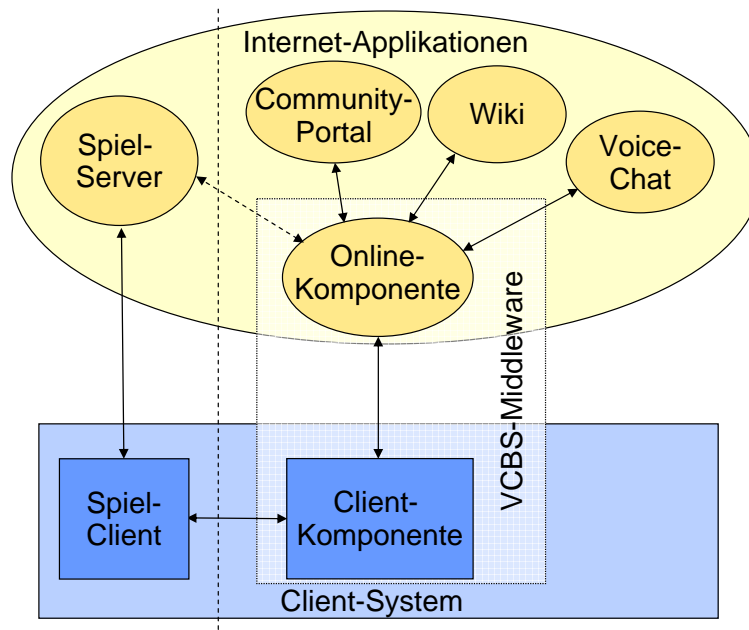 Internet-Applikationen
Community-
Portal
Wiki
Voice-
Chat
Spiel-
Server
Online-
Komponente
VCBS-Middleware
Spiel-
Client
Client-
Komponente
Client-System